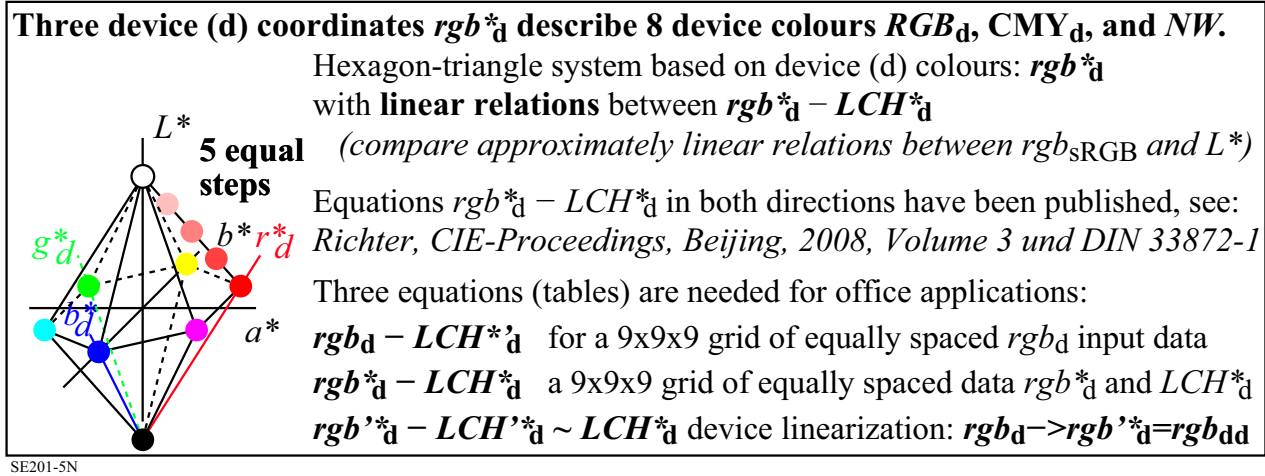 Three device (d) coordinates rgb*d describe 8 device colours RGBd, CMYd, and NW.
Hexagon-triangle system based on device (d) colours: rgb*d
with linear relations between rgb*d − LCH*d
(compare approximately linear relations between rgbsRGB and L*)
L*
5 equal
steps
Equations rgb*d − LCH*d in both directions have been published, see:
Richter, CIE-Proceedings, Beijing, 2008, Volume 3 und DIN 33872-1
b*
r*d
g*d
b*d
a*
Three equations (tables) are needed for office applications:
rgbd − LCH*’d for a 9x9x9 grid of equally spaced rgbd input data
rgb*d − LCH*d a 9x9x9 grid of equally spaced data rgb*d and LCH*d
rgb’*d − LCH’*d ~ LCH*d device linearization: rgbd−>rgb’*d=rgbdd
SE201-5N